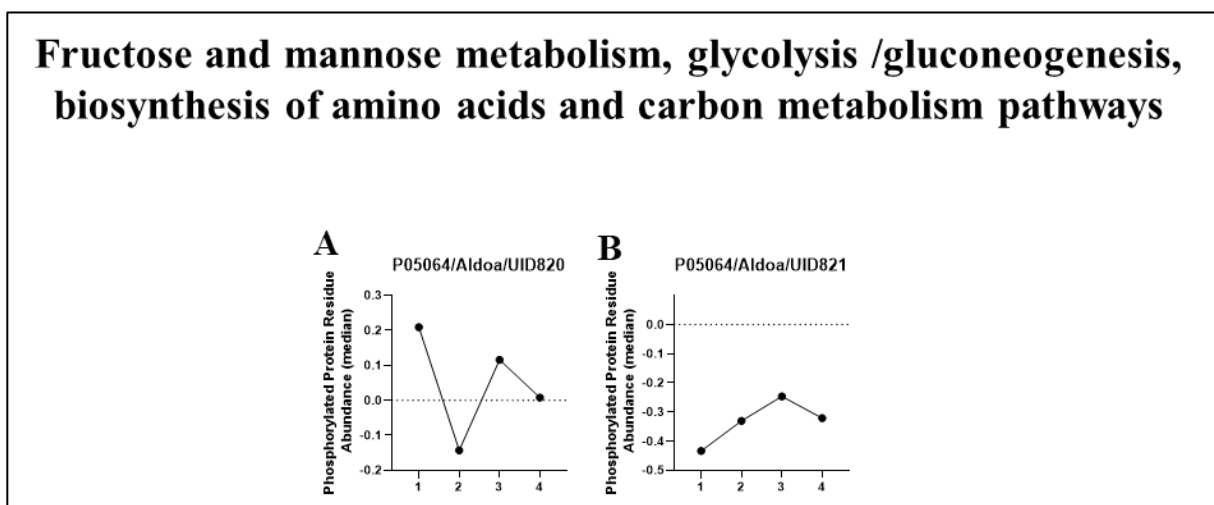 Fructose and mannose metabolism, glycolysis /gluconeogenesis,
biosynthesis of amino acids and carbon metabolism pathways
A
P05064/Aldoa/UID820
Phosphorylated Protein Residue
Abundance (median)
0.3
0.2
0.1
0.0
-0.1
-0.2
1 2 3 4
B
P05064/Aldoa/UID821
Phosphorylated Protein Residue
Abundance (median)
0.0
-0.1
-0.2
-0.3
-0.4
-0.5
1 2 3 4